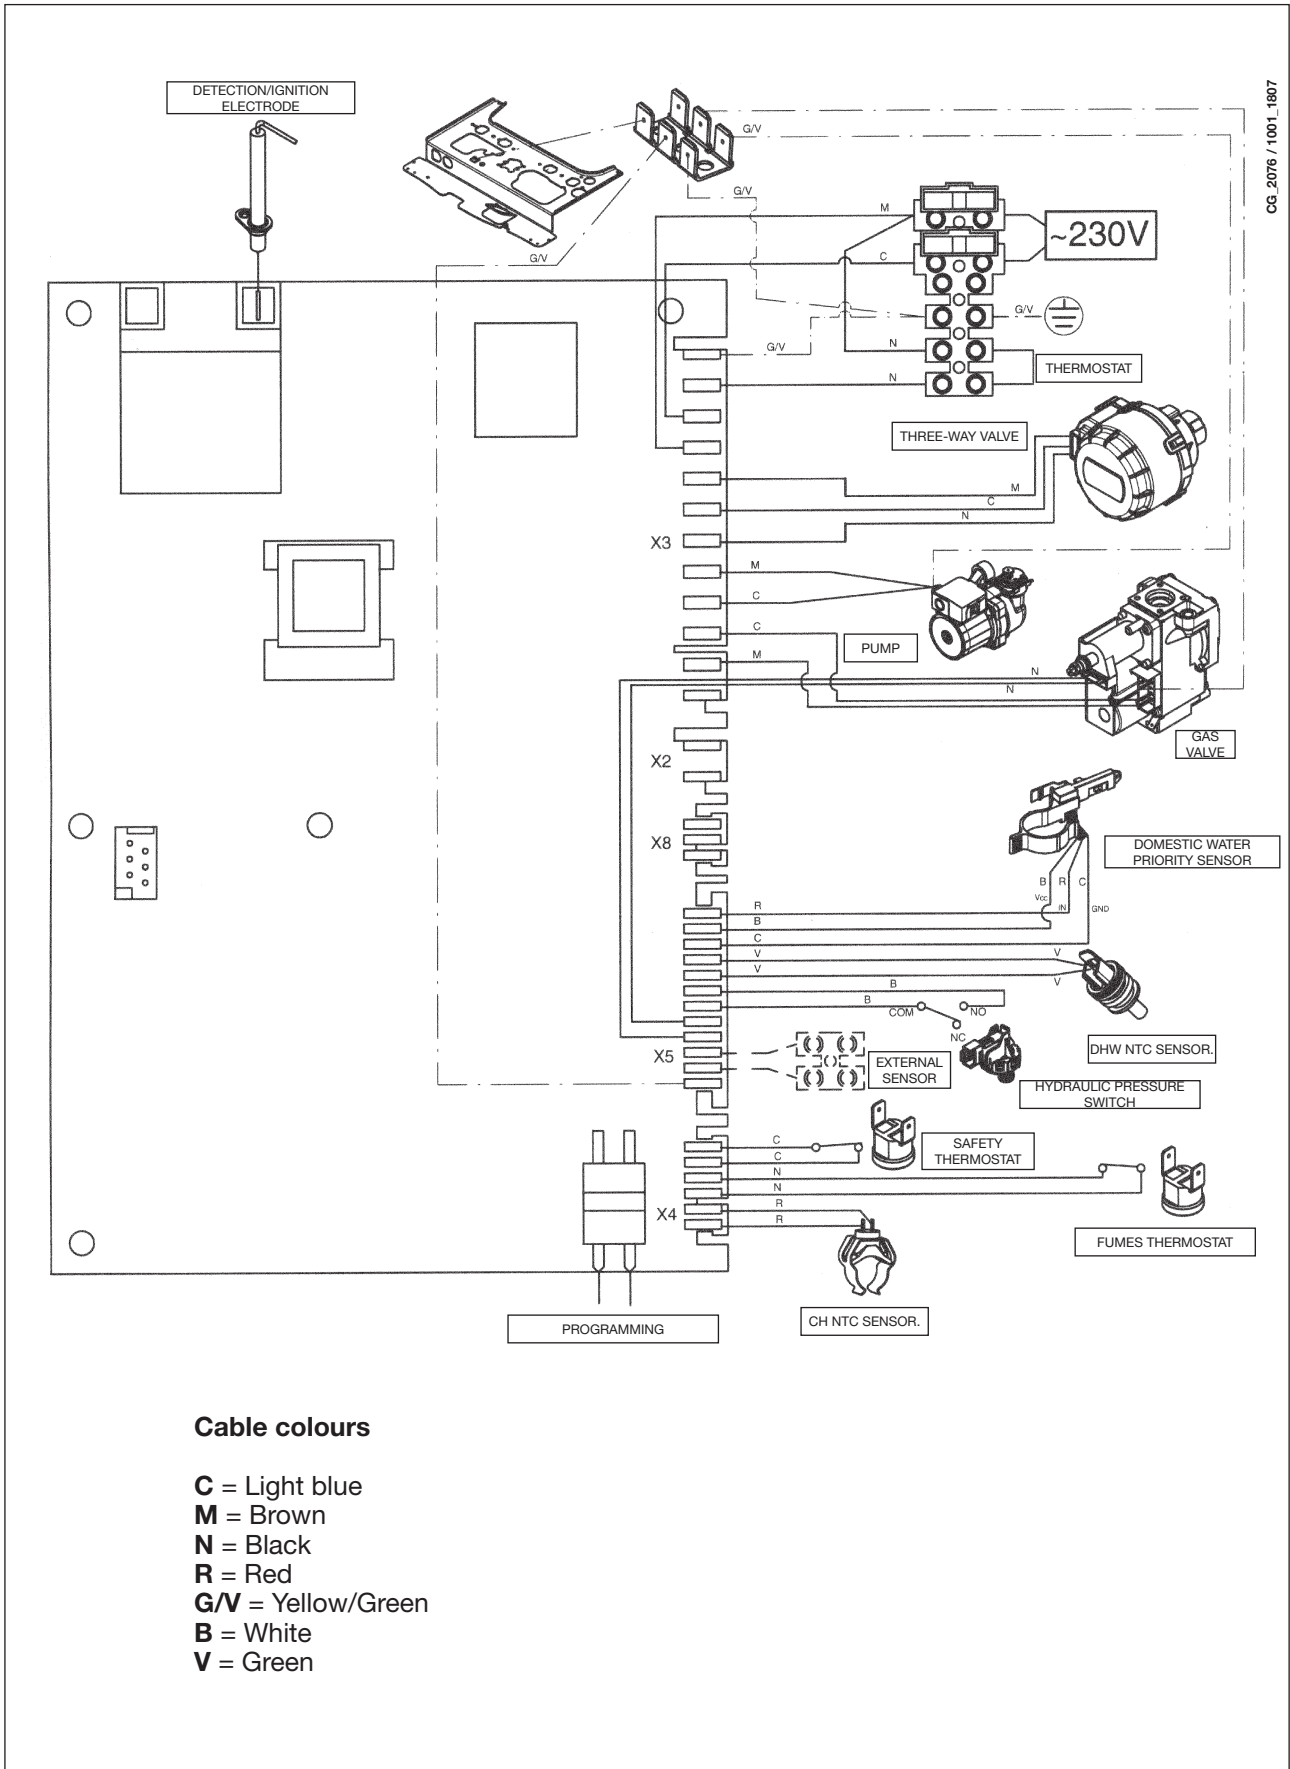 CG_2076 / 1001_1807
DETECTION/IGNITION
ELECTRODE
G/V
G/V
G/V
M
~230V
C
G/V
G/V
N
THERMOSTAT
N
THREE-WAY VALVE
M
C
N
X3
M
C
C
PUMP
M
N
N
GAS
VALVE
X2
X8
DOMESTIC WATER
PRIORITY SENSOR
B R C
Vcc
IN
GND
R
B
C
V
V
V
V
B
B
COM
NO
NC
X5
DHW NTC SENSOR.
EXTERNAL
SENSOR
HYDRAULIC PRESSURE
SWITCH
C
C
SAFETY
THERMOSTAT
N
N
R
R
X4
FUMES THERMOSTAT
CH NTC SENSOR.
PROGRAMMING
Cable colours
C = Light blue
M = Brown
N = Black
R = Red
G/V = Yellow/Green
B = White
V = Green